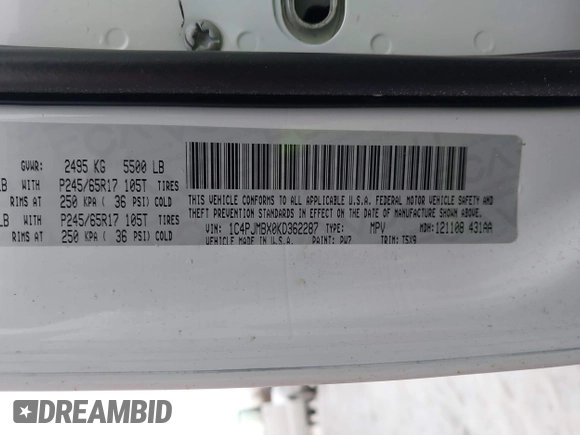 GVWR: 2495 KG 5500 LB
LB WITH P245/65R17 105T TIRES
RIMS AT 250 KPA ( 36 PSI) COLD
LB WITH P245/65R17 105T TIRES
RIMS AT 250 KPA ( 36 PSI) COLD
THIS VEHICLE CONFORMS TO ALL APPLICABLE U.S.A. FEDERAL MOTOR VEHICLE SAFETY AND
THEFT PREVENTION STANDARDS IN EFFECT ON THE DATE OF MANUFACTURE SHOWN ABOVE.
VIN: 1C4PJMBX0KD362287 TYPE: MPV MDH: 121108 431AA
VEHICLE MADE IN U.S.A. PAINT: PW7 TRIM: T5X9
DREAMBID